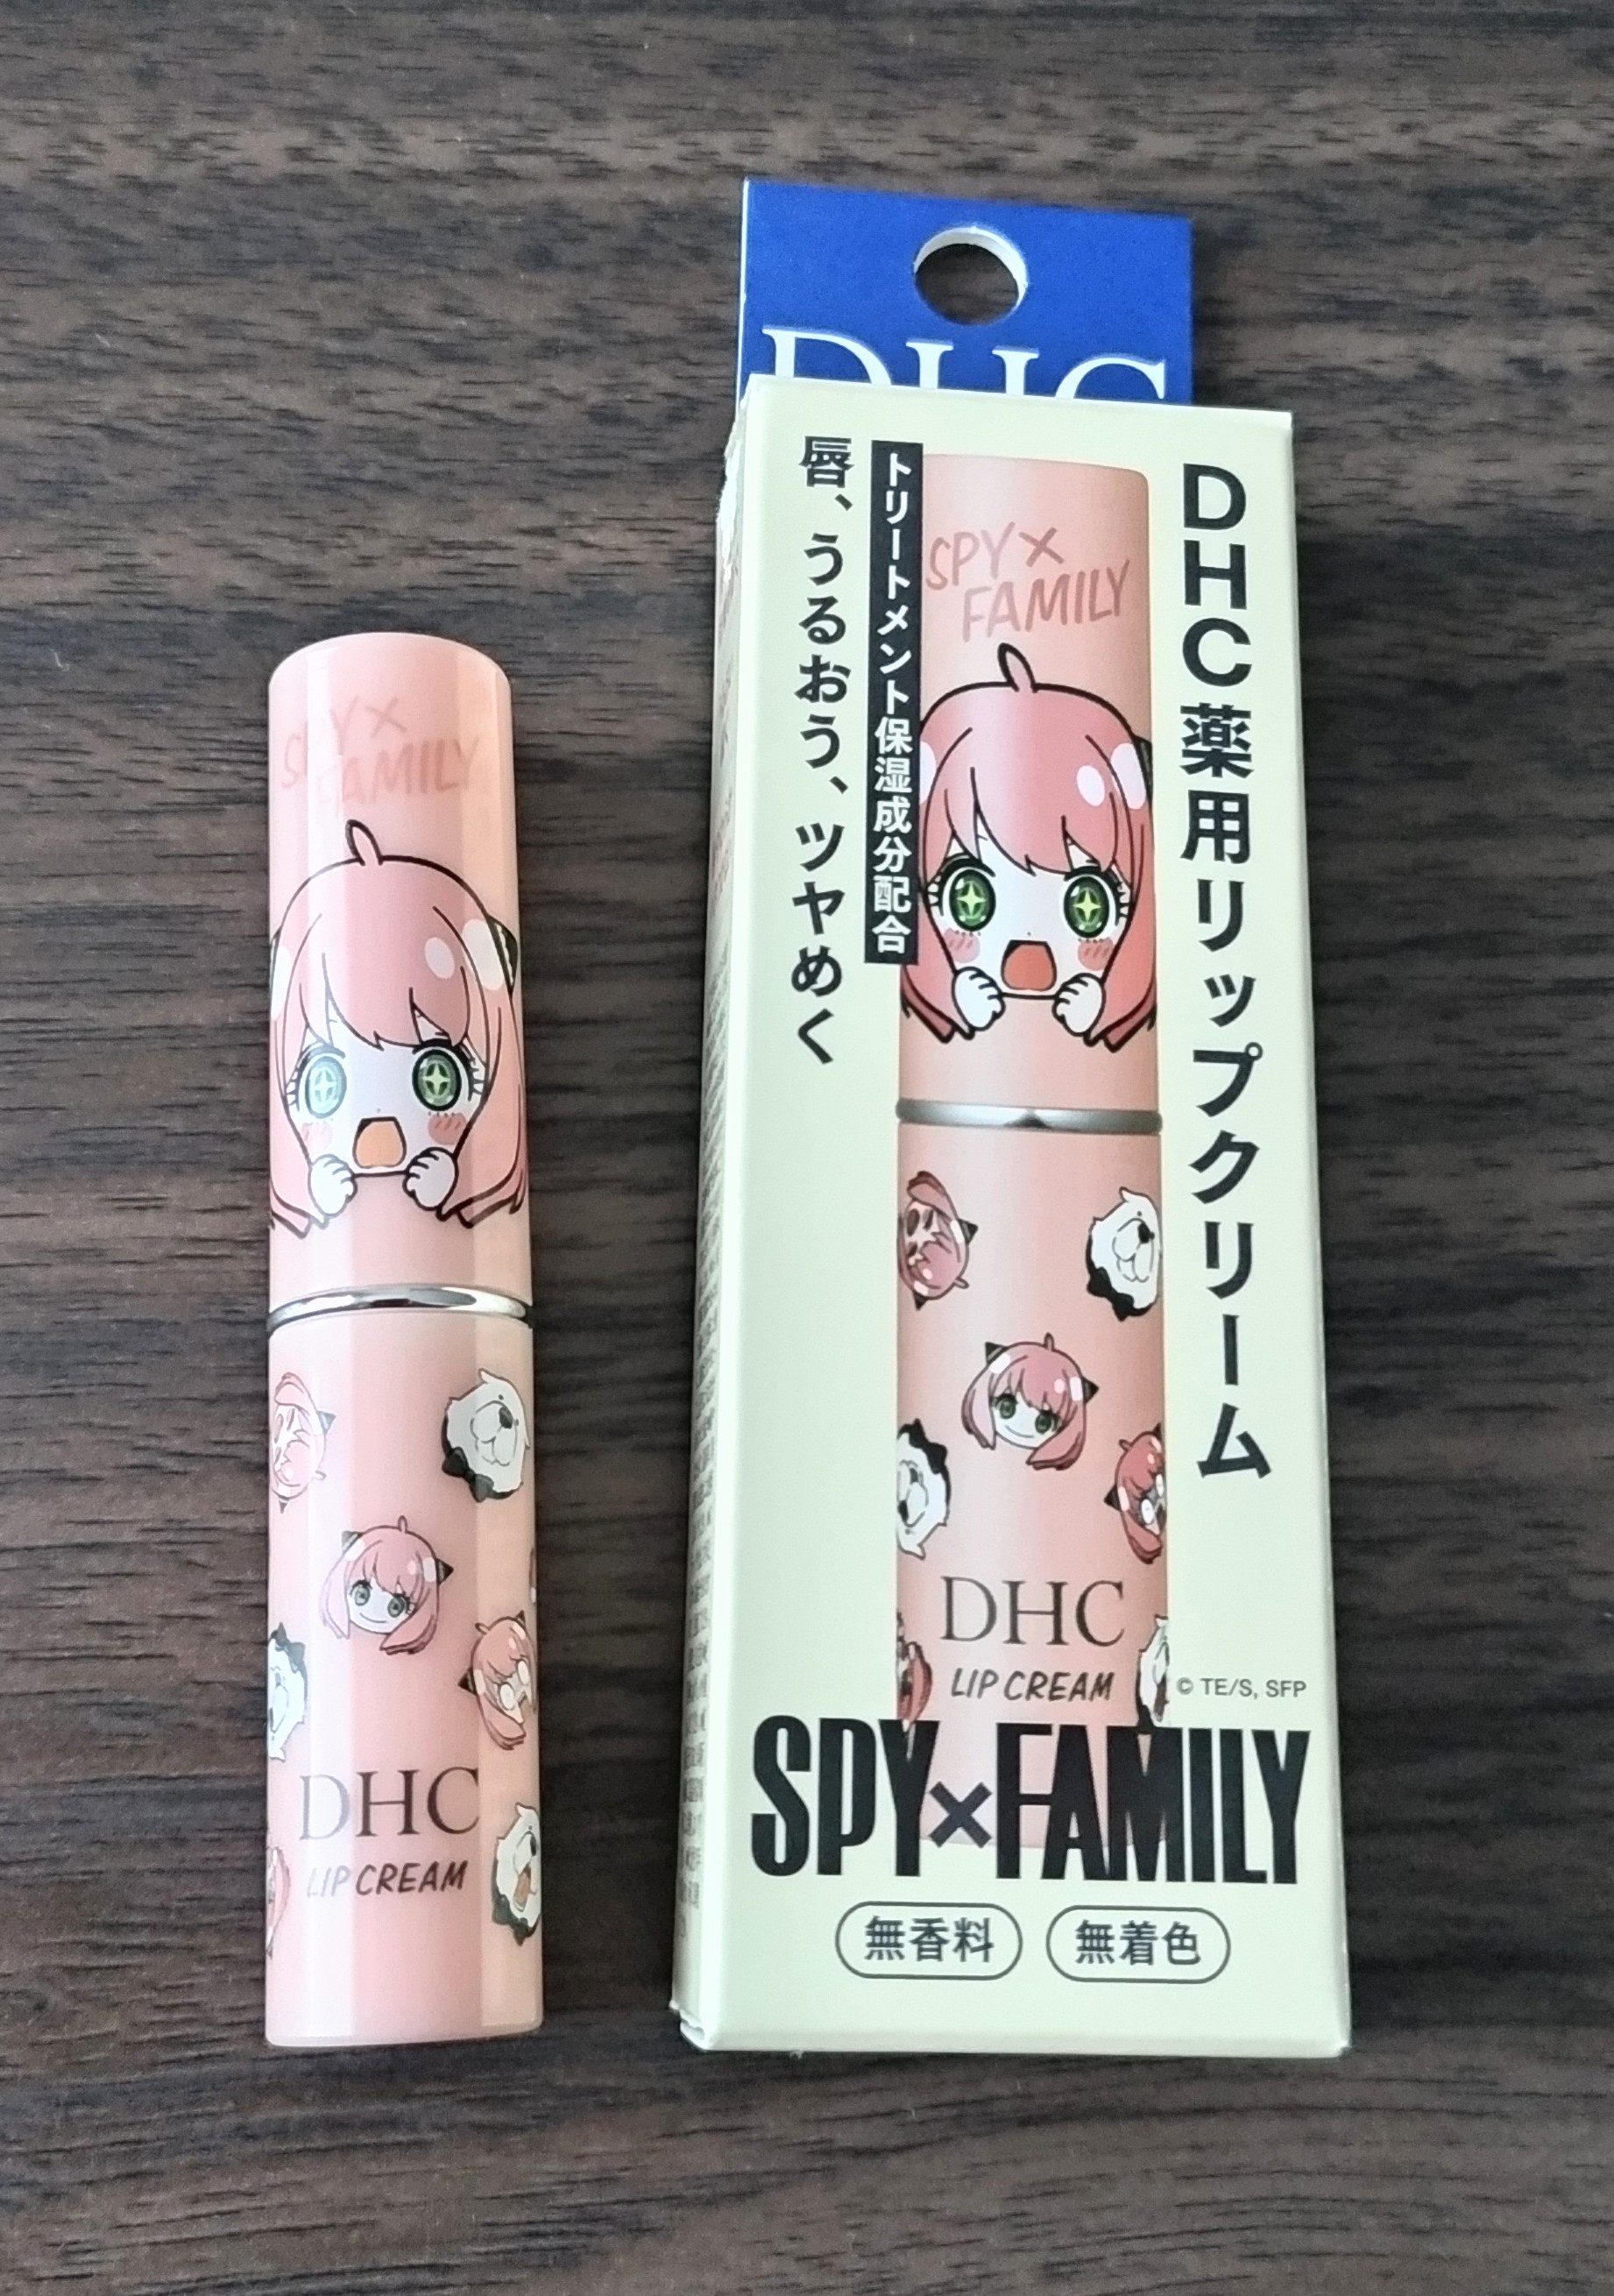 SPY×
FAMILY
DHC
LIP CREAM
DHC
DHC薬用リップクリーム
トリートメント保湿成分配合
唇、うるおう、ツヤめく
SPY×
FAMILY
DHC
LIP CREAM
© TE/S, SFP
SPY×FAMILY
無香料
無着色